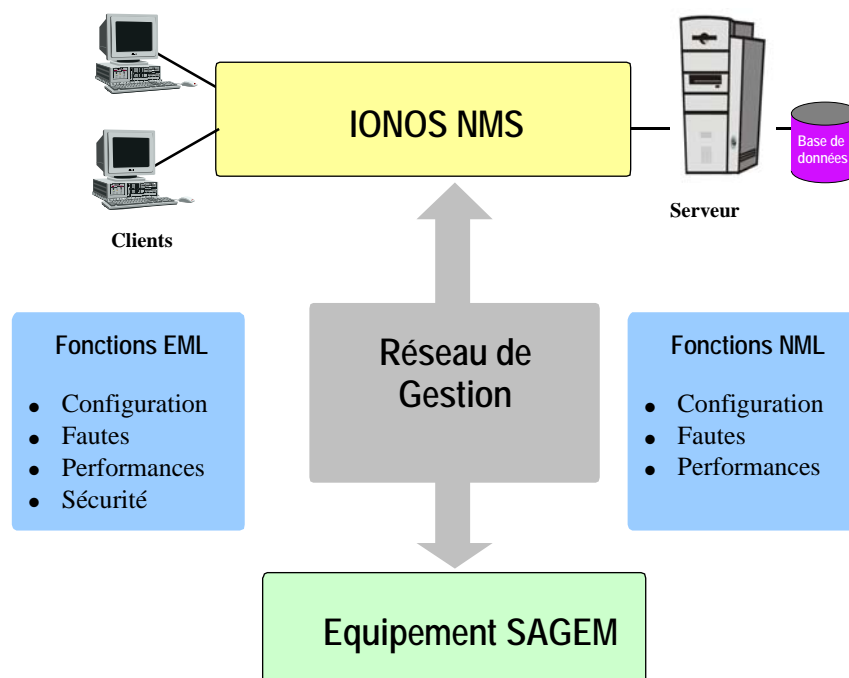 IONOS NMS
Base de
données
Serveur
Clients
Fonctions EML
• Configuration
• Fautes
• Performances
• Sécurité
Réseau de
Gestion
Fonctions NML
• Configuration
• Fautes
• Performances
Equipement SAGEM